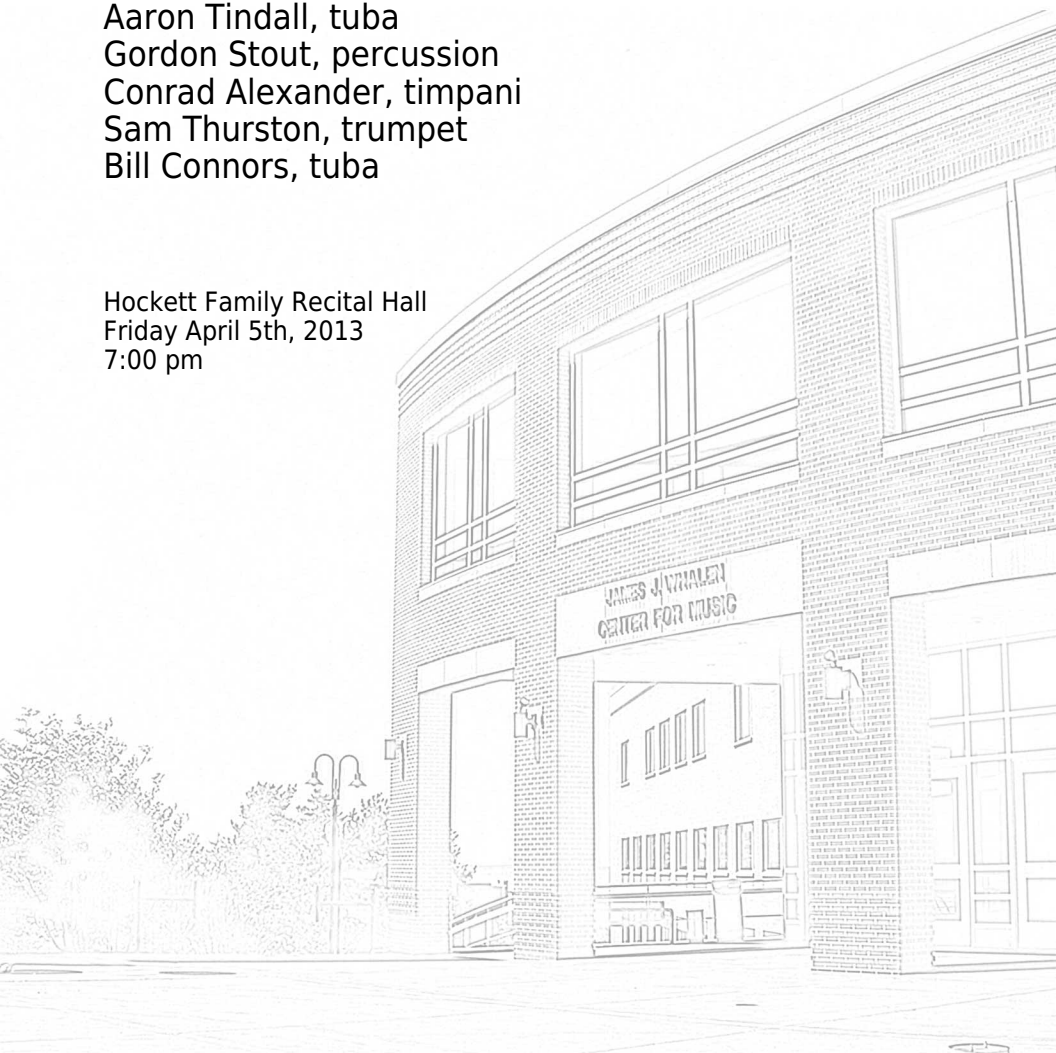 Aaron Tindall, tuba
Gordon Stout, percussion
Conrad Alexander, timpani
Sam Thurston, trumpet
Bill Connors, tuba
Hockett Family Recital Hall
Friday April 5th, 2013
7:00 pm
JAMES J. WHALEN
CENTER FOR MUSIC